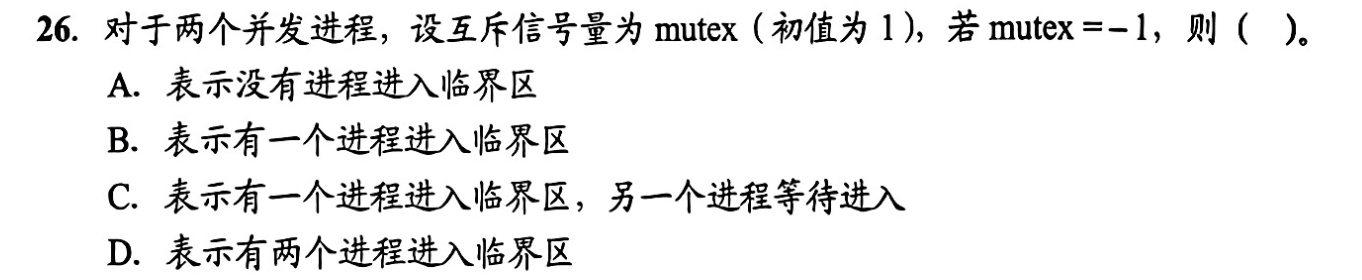 26. 对于两个并发进程，设互斥信号量为 mutex（初值为 1），若 mutex = – 1，则（ ）。
A. 表示没有进程进入临界区
B. 表示有一个进程进入临界区
C. 表示有一个进程进入临界区，另一个进程等待进入
D. 表示有两个进程进入临界区